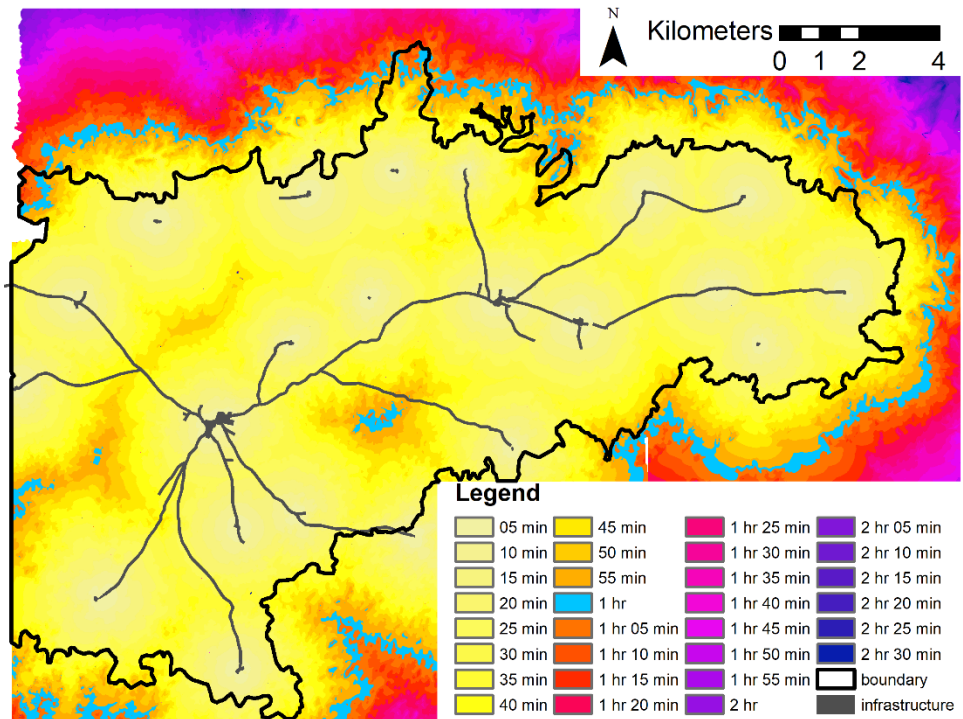 N
Kilometers
0 1 2 4
Legend
05 min 45 min 1 hr 25 min 2 hr 05 min
10 min 50 min 1 hr 30 min 2 hr 10 min
15 min 55 min 1 hr 35 min 2 hr 15 min
20 min 1 hr 1 hr 40 min 2 hr 20 min
25 min 1 hr 05 min 1 hr 45 min 2 hr 25 min
30 min 1 hr 10 min 1 hr 50 min 2 hr 30 min
35 min 1 hr 15 min 1 hr 55 min boundary
40 min 1 hr 20 min 2 hr infrastructure